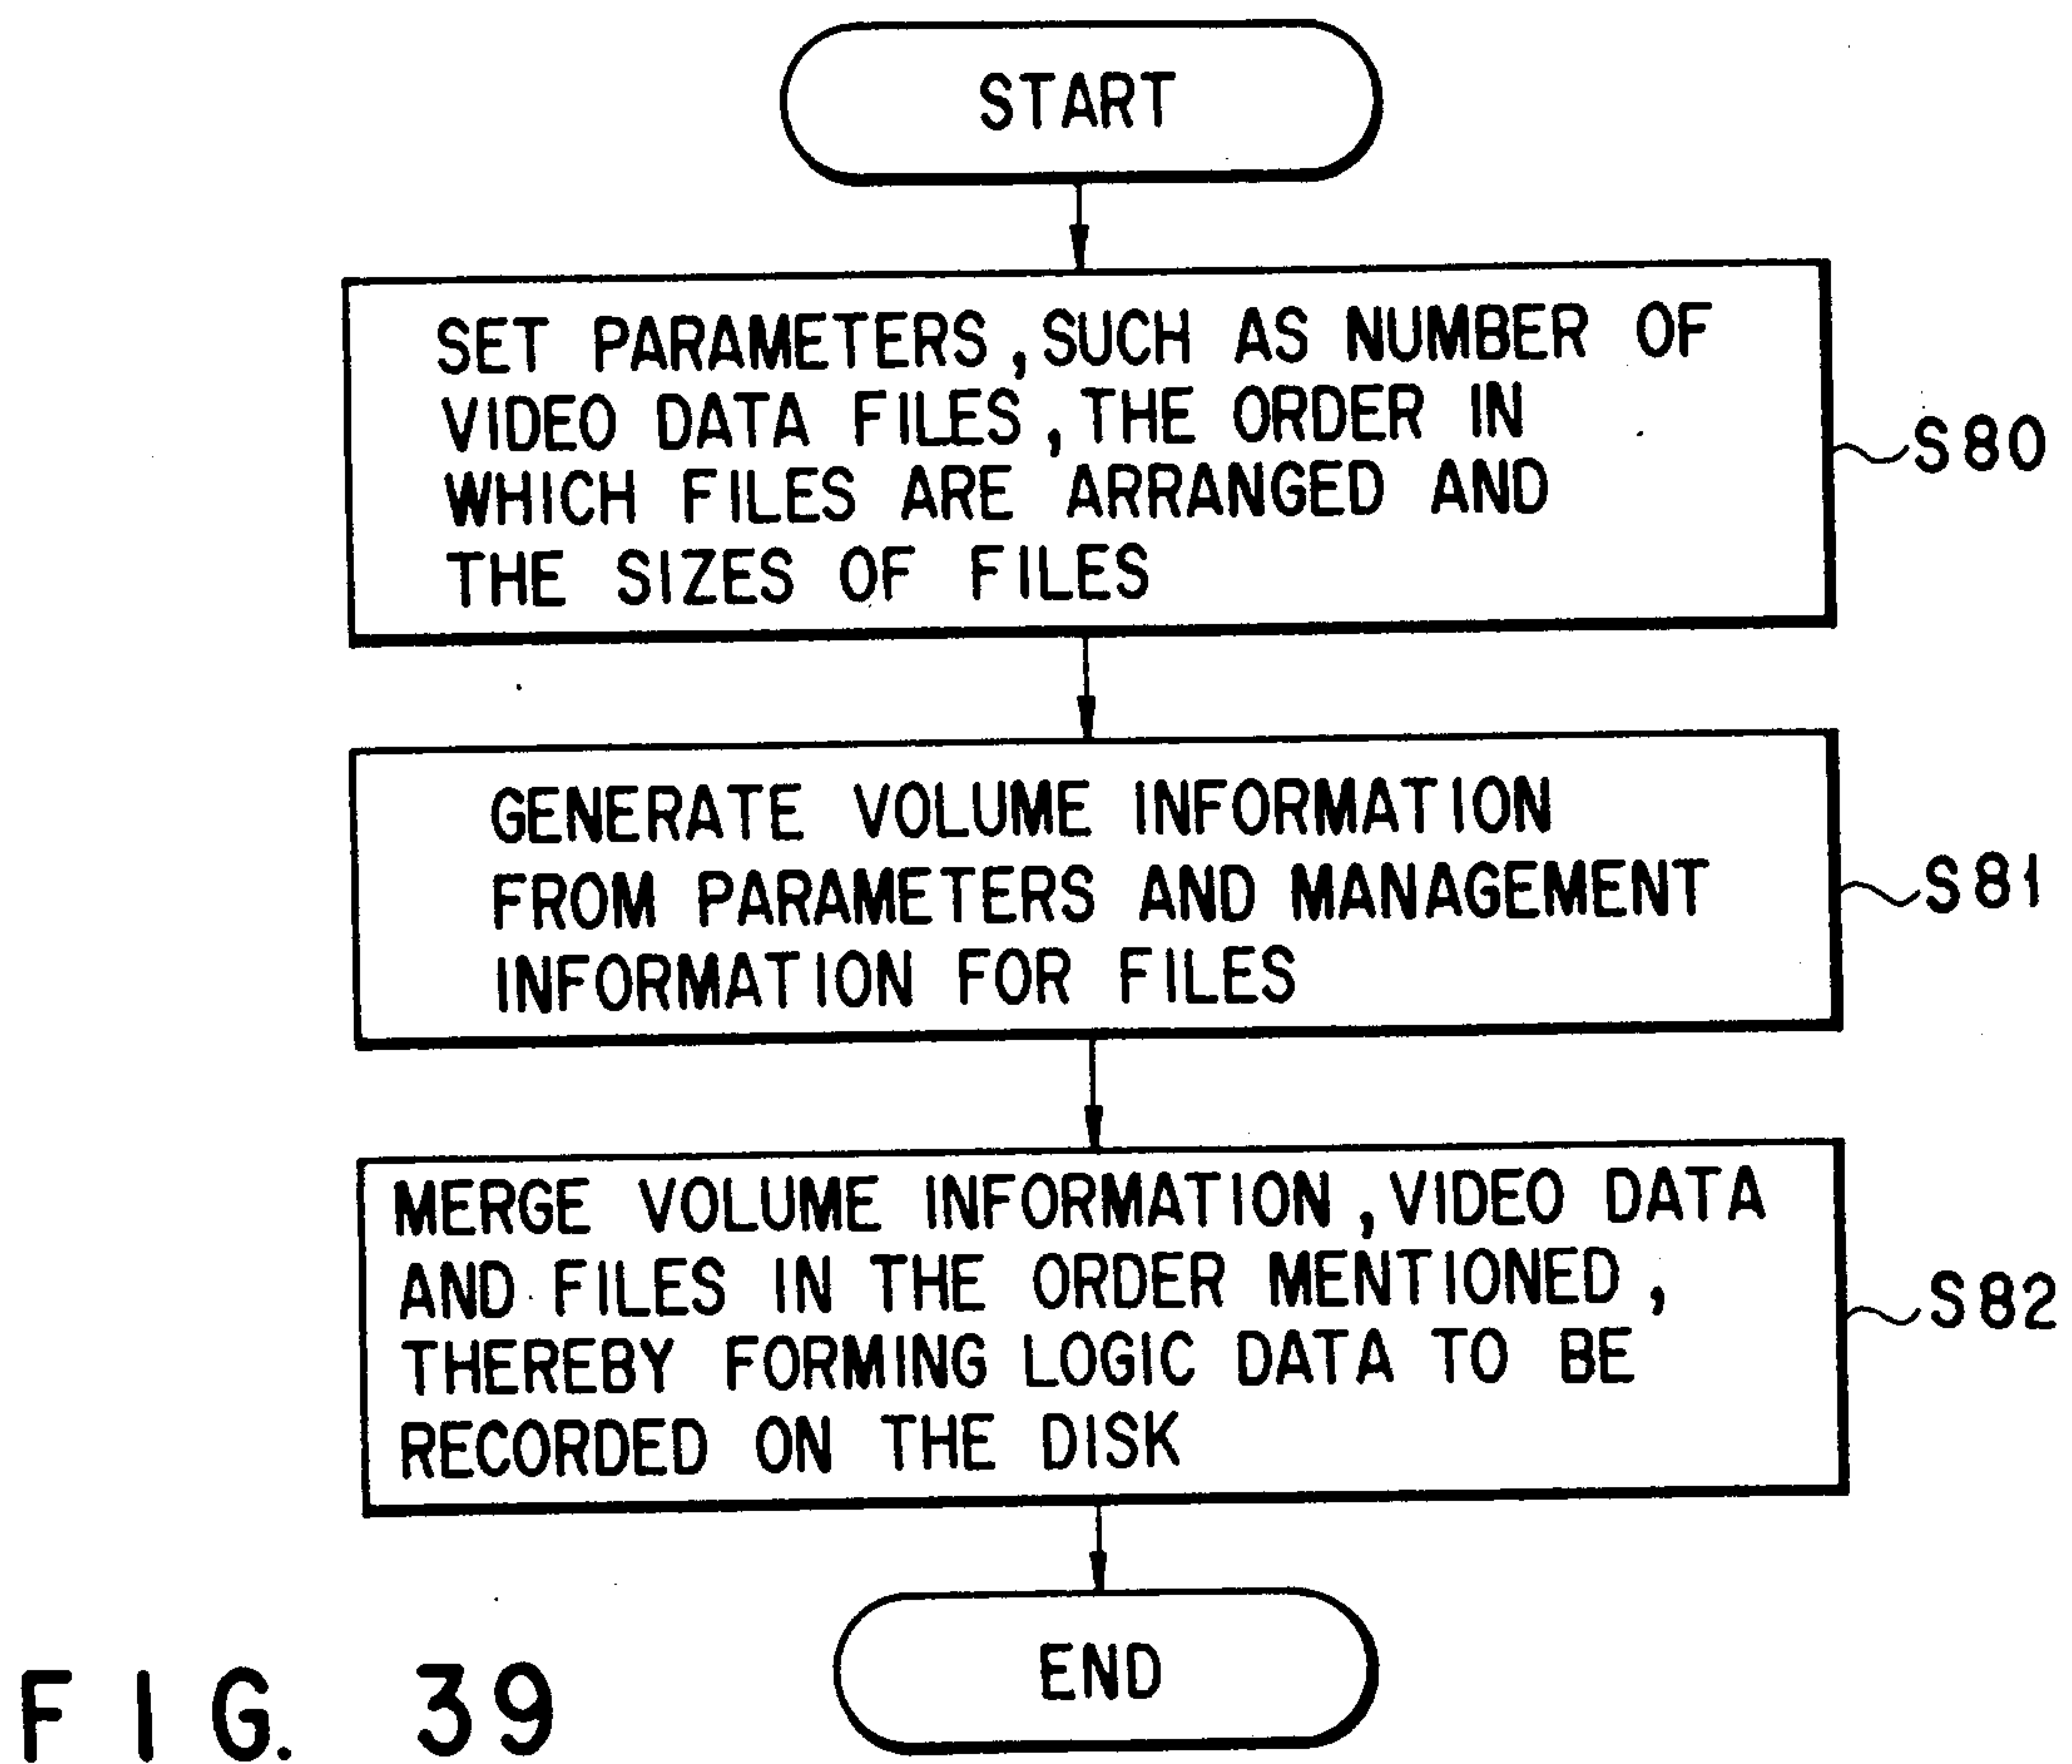 START
SET PARAMETERS, SUCH AS NUMBER OF
VIDEO DATA FILES, THE ORDER IN
WHICH FILES ARE ARRANGED AND
THE SIZES OF FILES
S80
GENERATE VOLUME INFORMATION
FROM PARAMETERS AND MANAGEMENT
INFORMATION FOR FILES
S81
MERGE VOLUME INFORMATION, VIDEO DATA
AND FILES IN THE ORDER MENTIONED,
THEREBY FORMING LOGIC DATA TO BE
RECORDED ON THE DISK
S82
END
FIG. 39